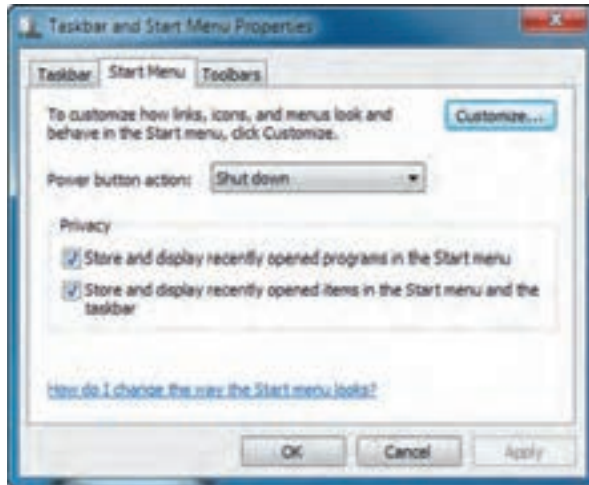 Taskbar and Start Menu Properties
Taskbar Start Menu Toolbars
To customize how links, icons, and menus look and
behave in the Start menu, click Customize.
Customize...
Power button action: Shut down
Privacy
Store and display recently opened programs in the Start menu
Store and display recently opened items in the Start menu and the
taskbar
How do I change the way the Start menu looks?
OK Cancel Apply